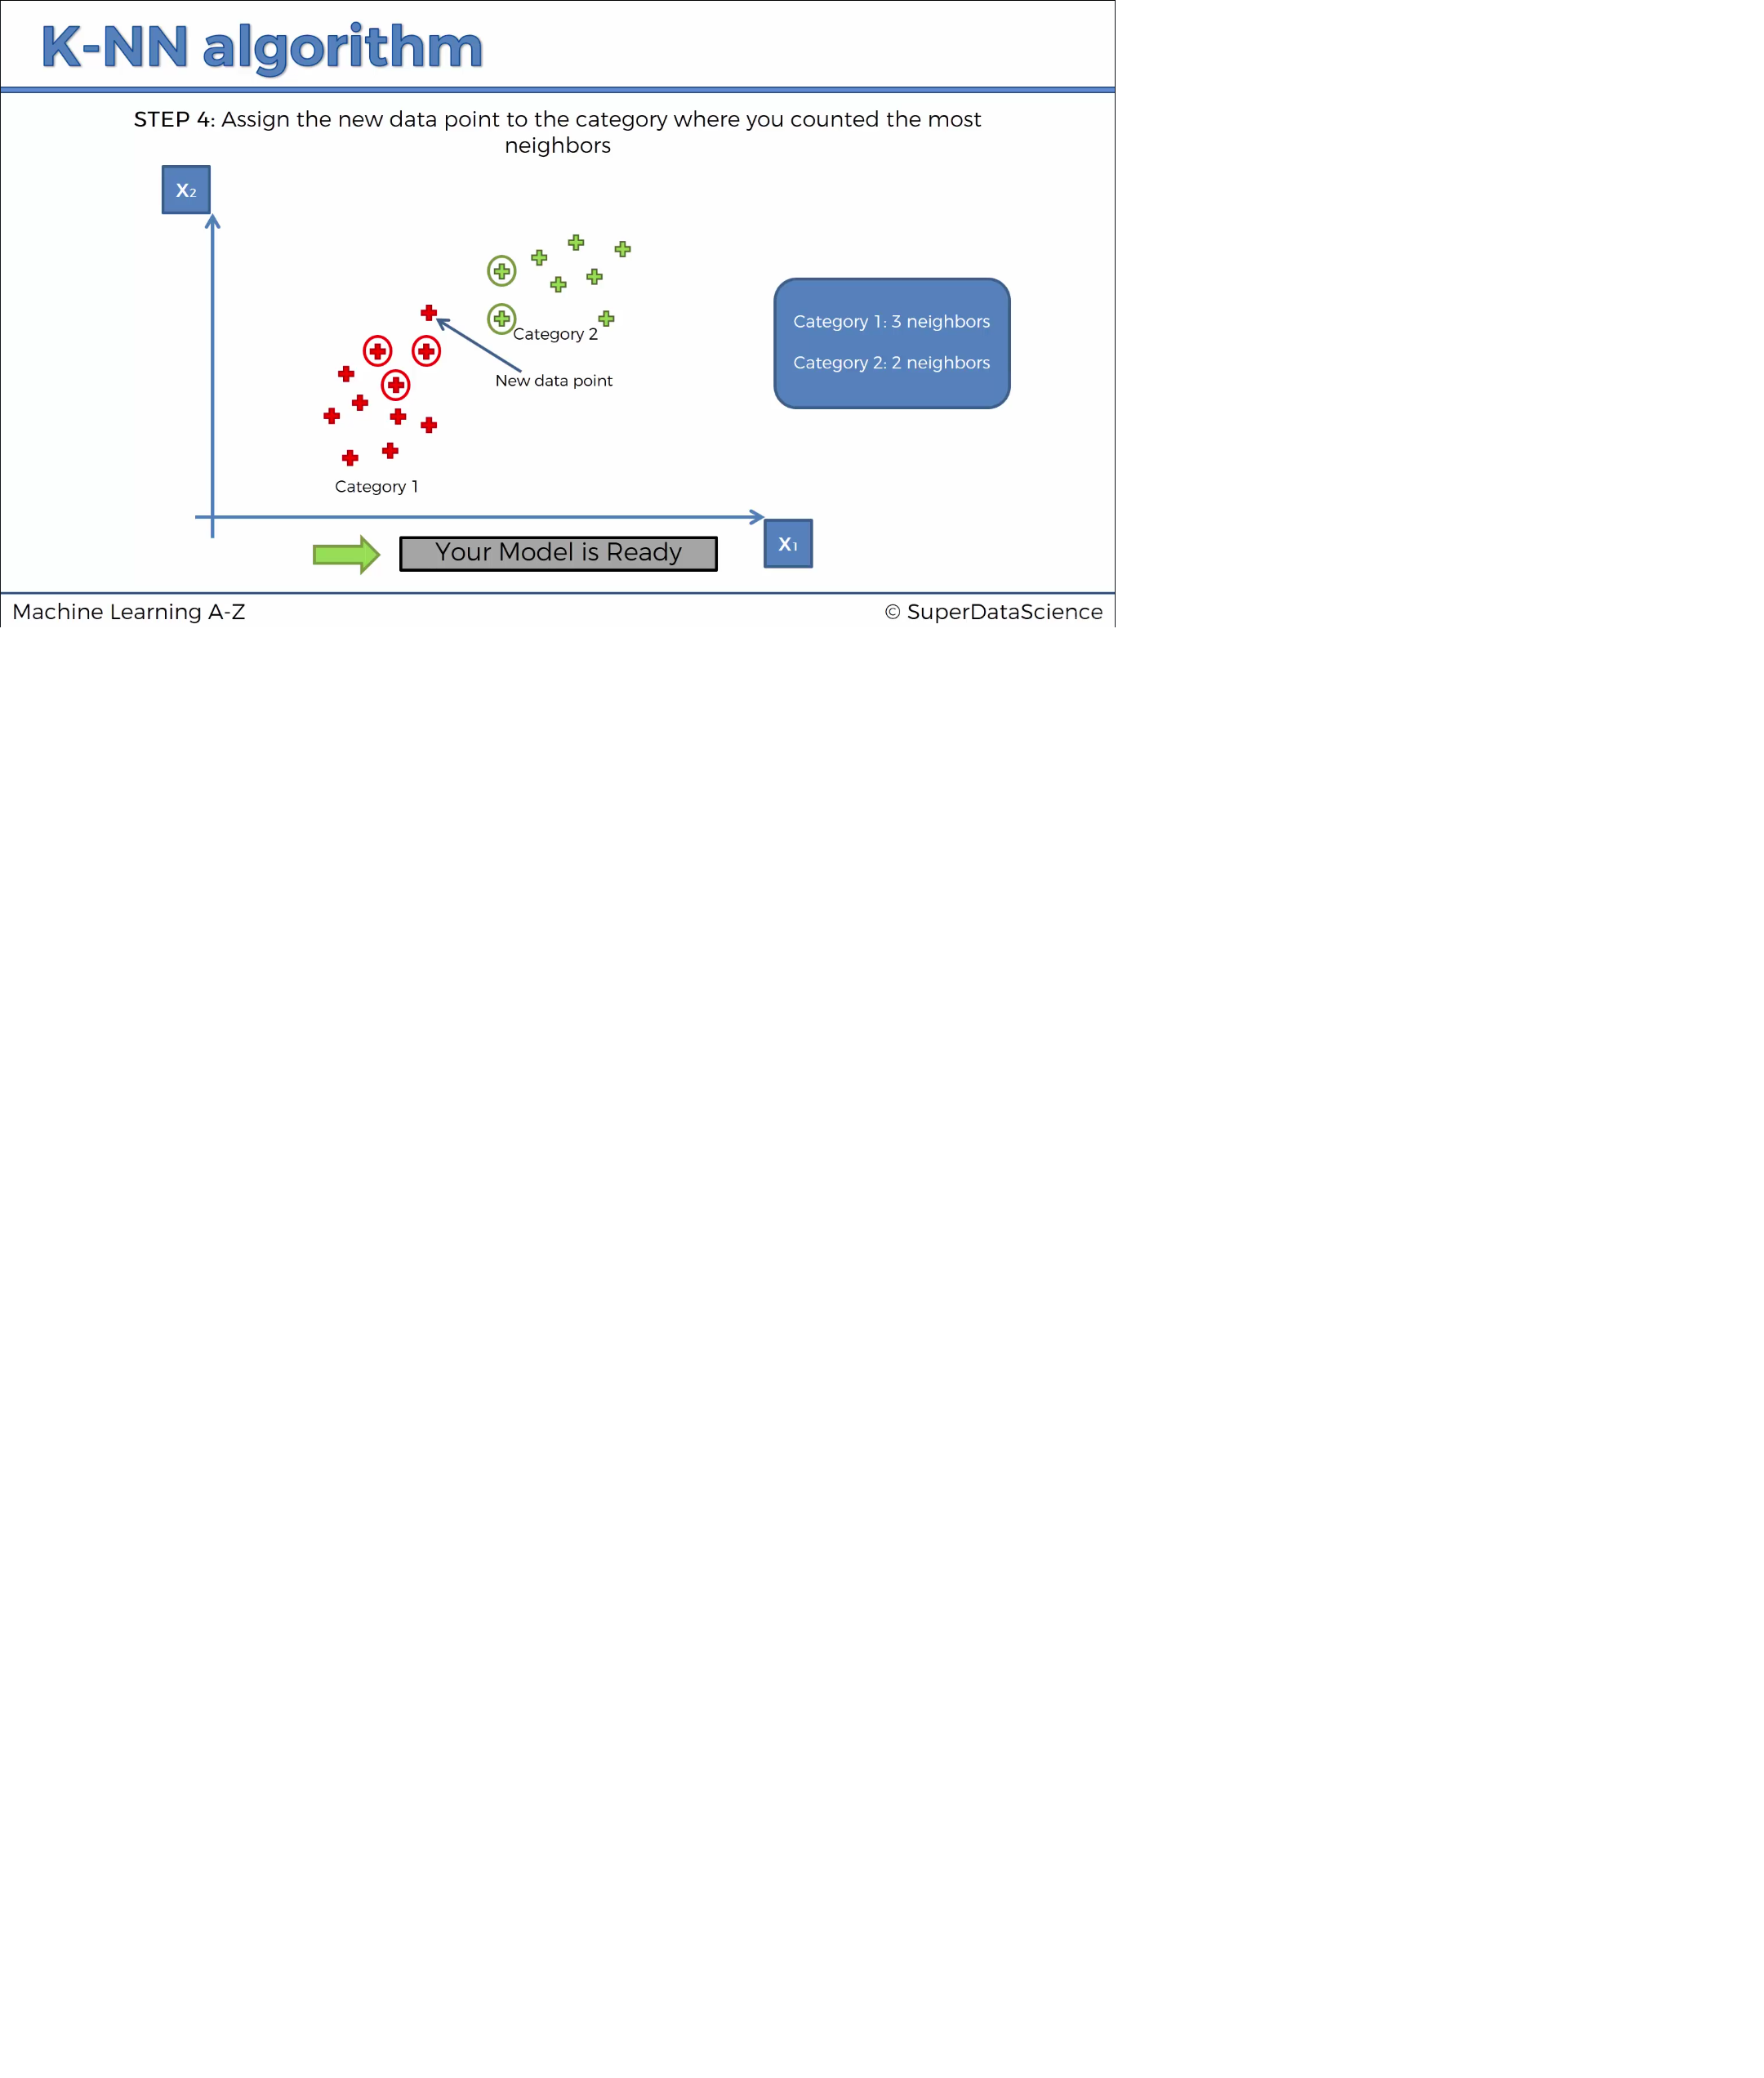 K-NN algorithm
STEP 4: Assign the new data point to the category where you counted the most
neighbors
X2
Category 2
New data point
Category 1: 3 neighbors
Category 2: 2 neighbors
Category 1
X1
Your Model is Ready
Machine Learning A-Z
© SuperDataScience